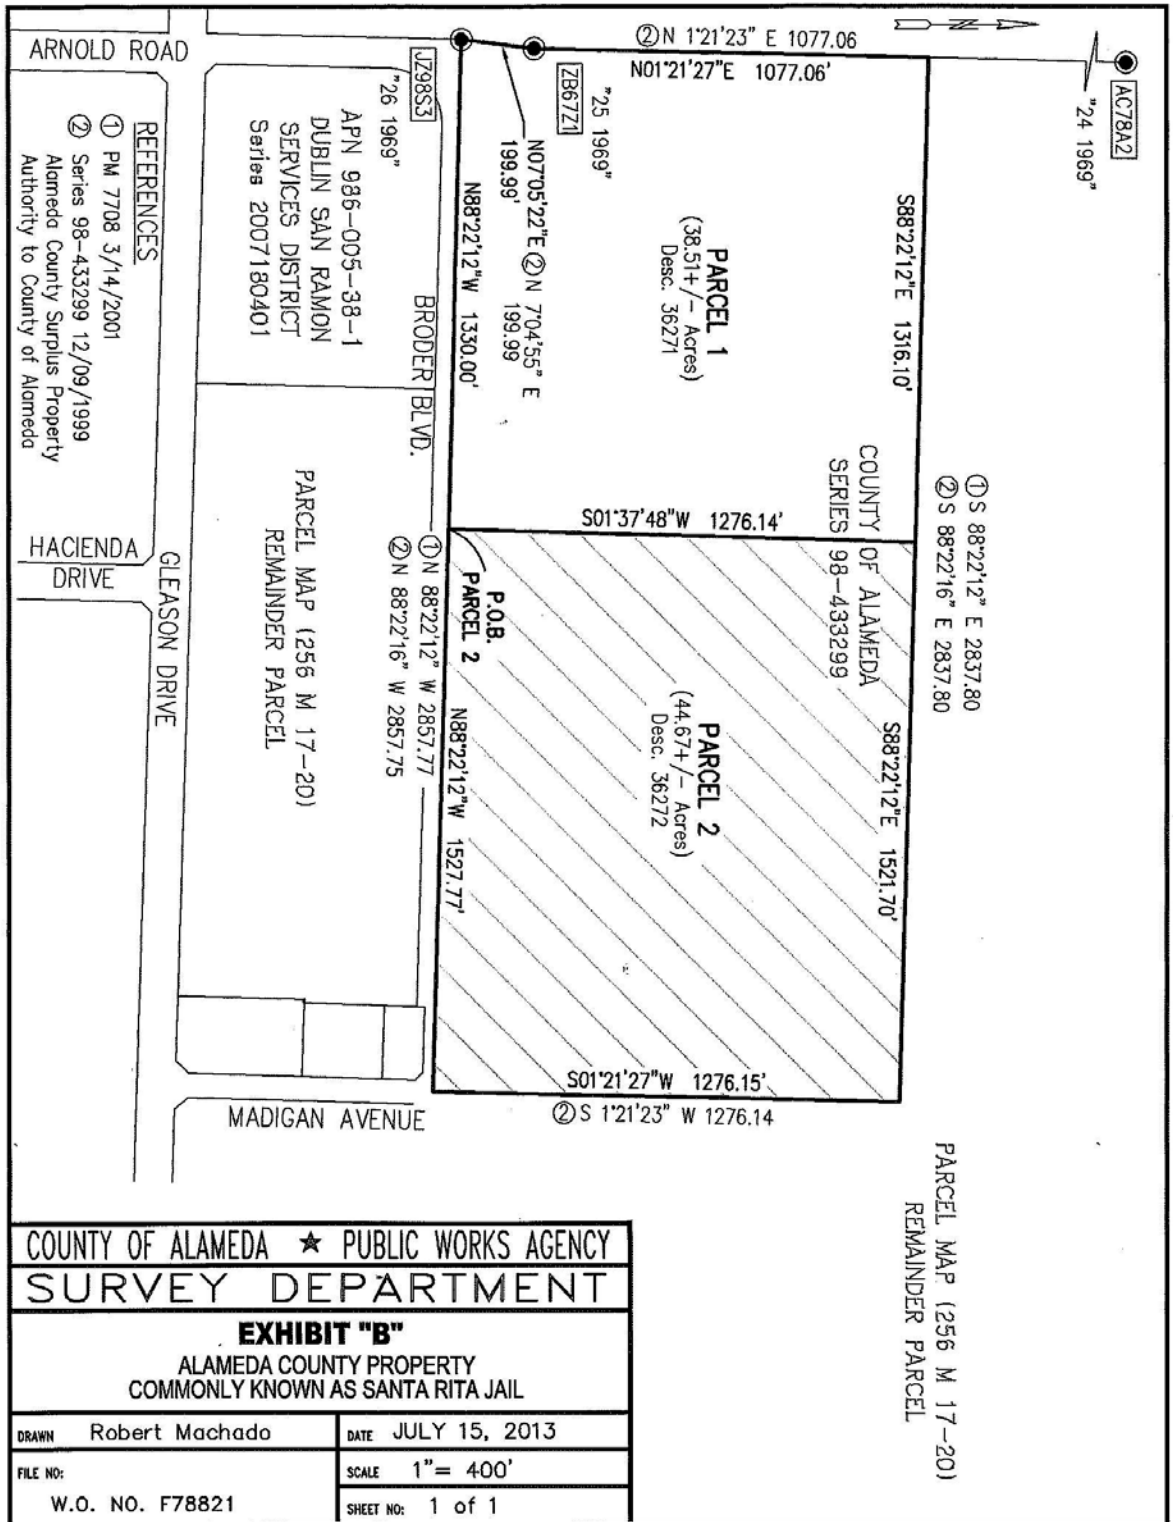 ARNOLD ROAD
② N 1°21'23" E 1077.06
N01°21'27"E 1077.06'
AC78A2
"24 1969"
JZ98S3
"26 1969"
ZB67Z1
"25 1969"
N07°05'22"E ② N 7°04'55" E
199.99' 199.99
N88°22'12"W 1330.00'
S88°22'12"E 1316.10'
PARCEL 1
(38.51+/- Acres)
Desc. 36271
APN 986-005-38-1
DUBLIN SAN RAMON
SERVICES DISTRICT
Series 2007180401
REFERENCES
① PM 7708 3/14/2001
② Series 98-433299 12/09/1999
Alameda County Surplus Property
Authority to County of Alameda
BRODER BLVD.
COUNTY OF ALAMEDA
SERIES 98-433299
① S 88°22'12" E 2837.80
② S 88°22'16" E 2837.80
S01°37'48"W 1276.14'
P.O.B.
PARCEL 2
① N 88°22'12" W 2857.77
② N 88°22'16" W 2857.75
HACIENDA
DRIVE
GLEASON DRIVE
PARCEL MAP (256 M 17-20)
REMAINDER PARCEL
N88°22'12"W 1527.77'
PARCEL 2
(44.67+/- Acres)
Desc. 36272
S88°22'12"E 1521.70'
S01°21'27"W 1276.15'
② S 1°21'23" W 1276.14
MADIGAN AVENUE
PARCEL MAP (256 M 17-20)
REMAINDER PARCEL
COUNTY OF ALAMEDA ★ PUBLIC WORKS AGENCY
SURVEY DEPARTMENT
EXHIBIT "B"
ALAMEDA COUNTY PROPERTY
COMMONLY KNOWN AS SANTA RITA JAIL
DRAWN Robert Machado
DATE JULY 15, 2013
FILE NO:
W.O. NO. F78821
SCALE 1"= 400'
SHEET NO: 1 of 1